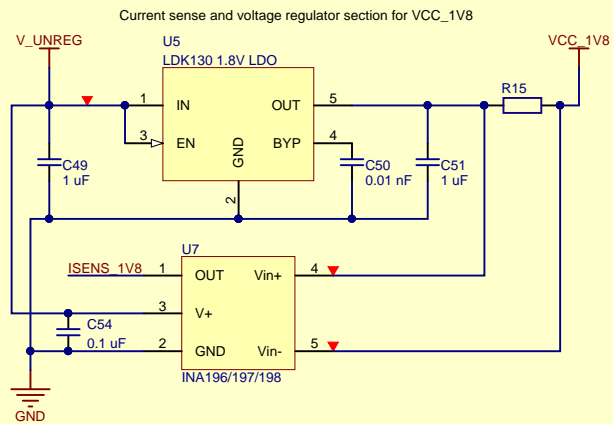 Current sense and voltage regulator section for VCC_1V8
V_UNREG
U5
VCC_1V8
LDK130 1.8V LDO
R15
1 IN OUT 5
3 EN BYP 4
GND
2
C49
1 uF
C50
0.01 nF
C51
1 uF
U7
ISENS_1V8 1 OUT Vin+ 4
3 V+
C54
0.1 uF
2 GND Vin- 5
INA196/197/198
GND